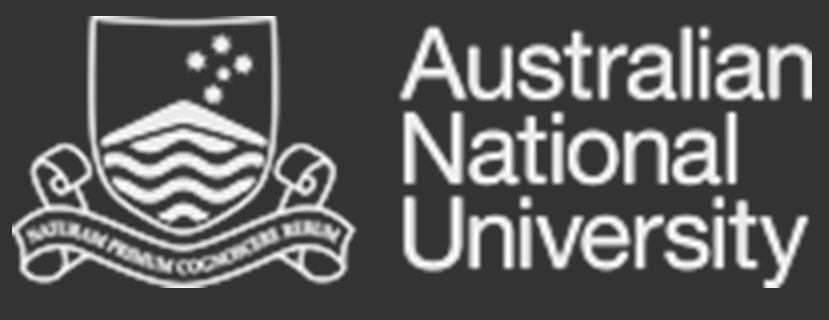 NATURAM PRIMUM COGNOSCERE RERUM
Australian
National
University